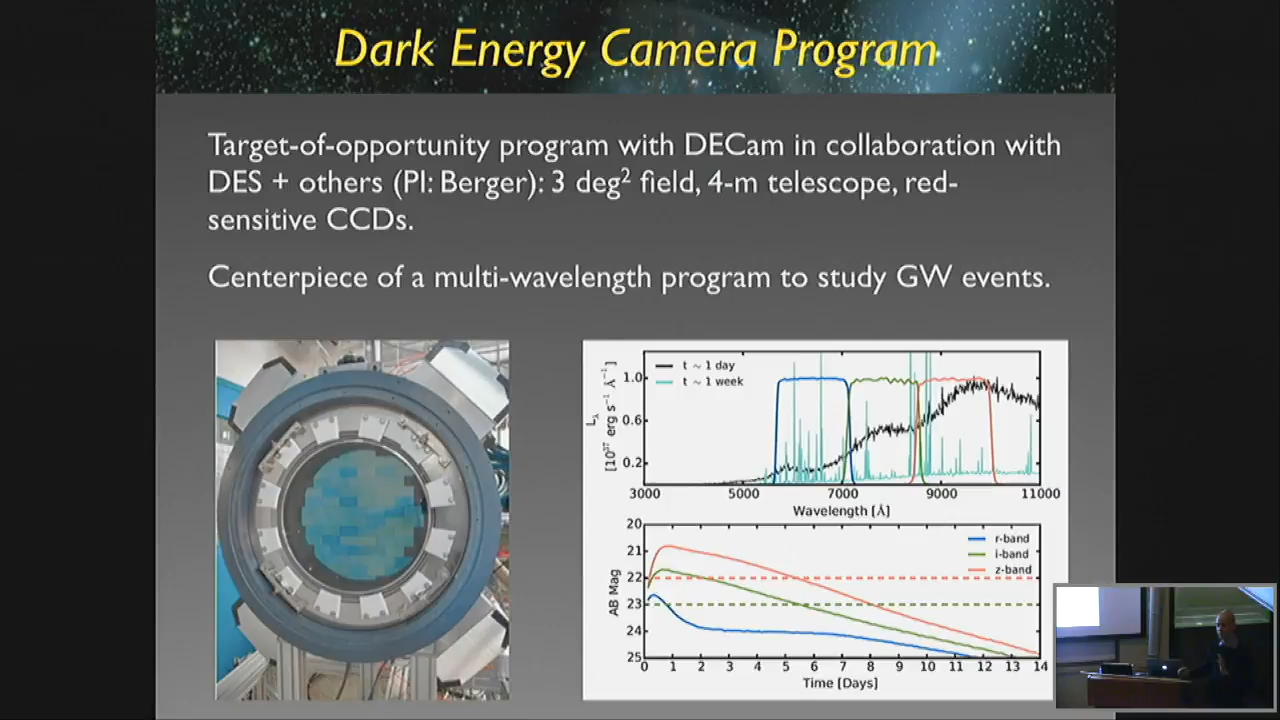 Dark Energy Camera Program
Target-of-opportunity program with DECam in collaboration with
DES + others (PI: Berger): 3 deg² field, 4-m telescope, red-
sensitive CCDs.
Centerpiece of a multi-wavelength program to study GW events.
t ~ 1 day
t ~ 1 week
1.0
0.6
0.2
L_λ
[10³⁷ erg s⁻¹ Å⁻¹]
3000 5000 7000 9000 11000
Wavelength [Å]
20
21
22
23
24
25
AB Mag
r-band
i-band
z-band
0 1 2 3 4 5 6 7 8 9 10 11 12 13 14
Time [Days]